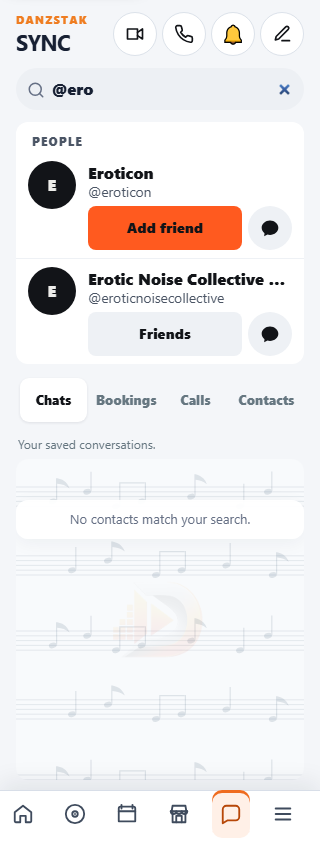 DANZSTAK
SYNC
@ero
PEOPLE
E
Eroticon
@eroticon
Add friend
E
Erotic Noise Collective ...
@eroticnoisecollective
Friends
Chats Bookings Calls Contacts
Your saved conversations.
No contacts match your search.